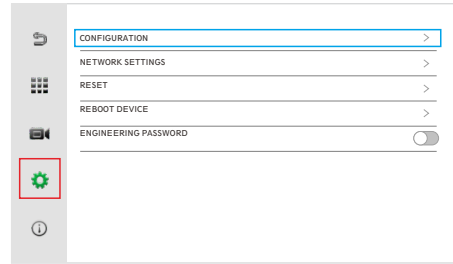 CONFIGURATION
NETWORK SETTINGS
RESET
REBOOT DEVICE
ENGINEERING PASSWORD